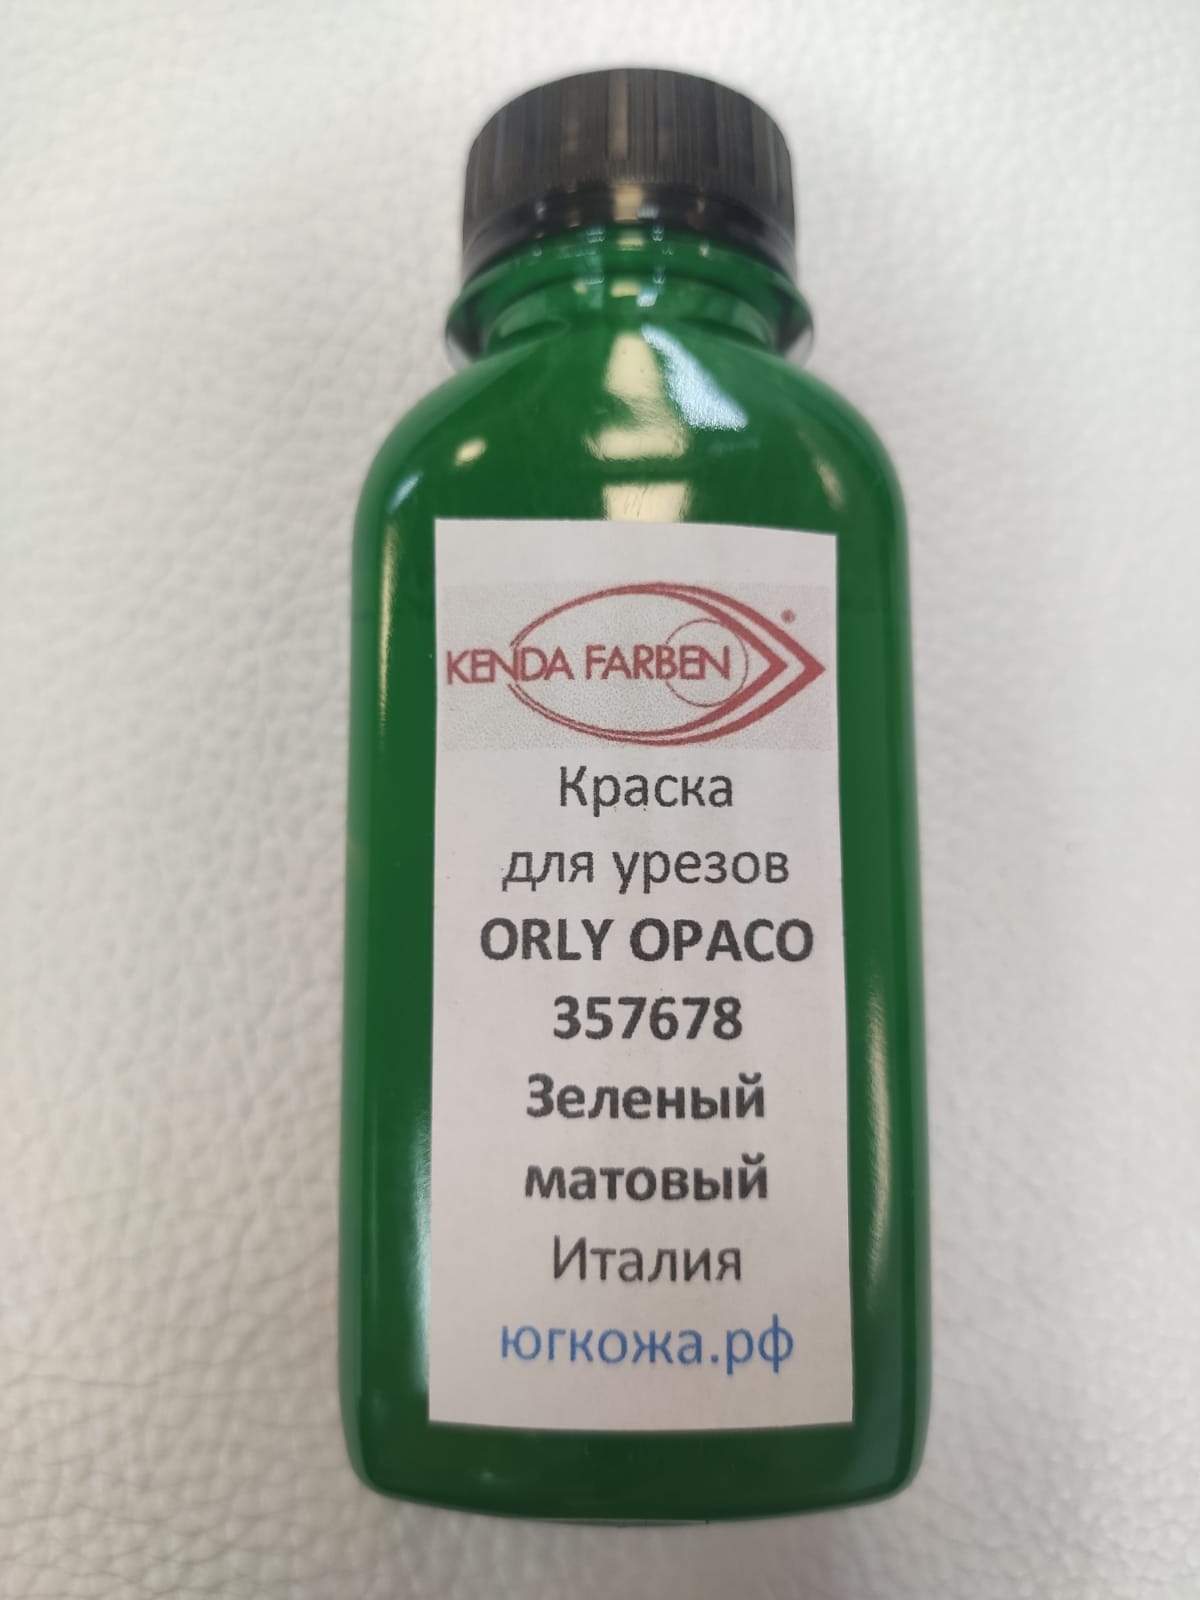 KENDA FARBEN ®
Краска
для урезов
ORLY OPACO
357678
Зеленый
матовый
Италия
югкожа.рф